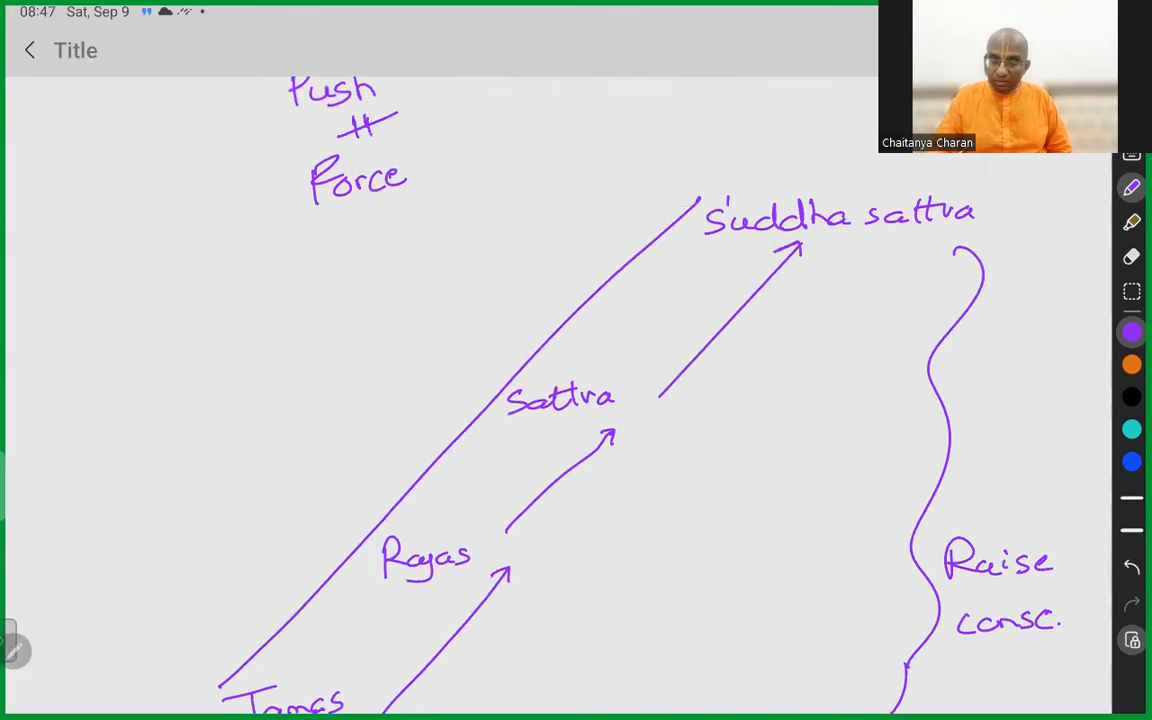 08:47 Sat, Sep 9
Title
Chaitanya Charan
Push
≠
Force
Śuddha sattva
Sattva
Rajas
Raise
consc.
Tamas